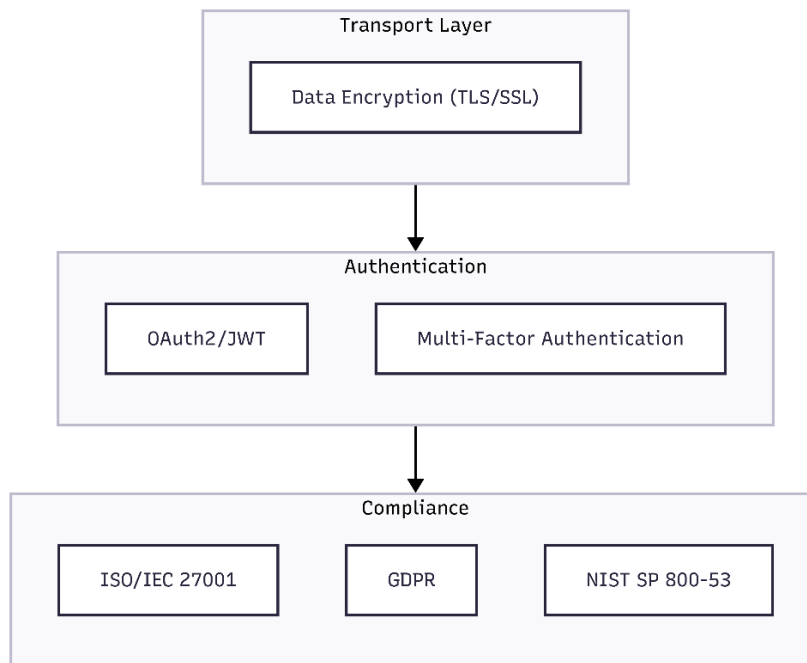 Transport Layer
Data Encryption (TLS/SSL)
Authentication
OAuth2/JWT
Multi-Factor Authentication
Compliance
ISO/IEC 27001
GDPR
NIST SP 800-53